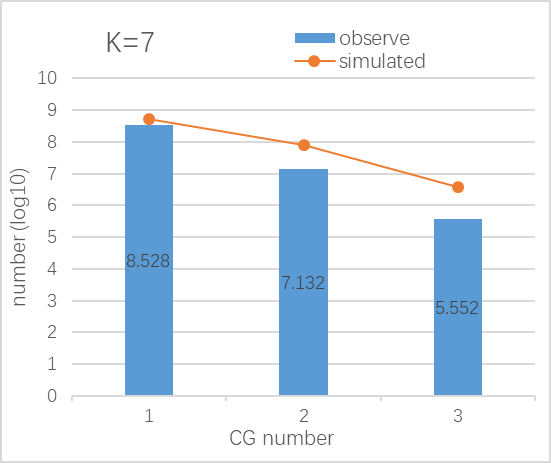 K=7
observe
simulated
10
9
8
7
6
5
4
3
2
1
0
number (log10)
8.528
7.132
5.552
1 2 3
CG number